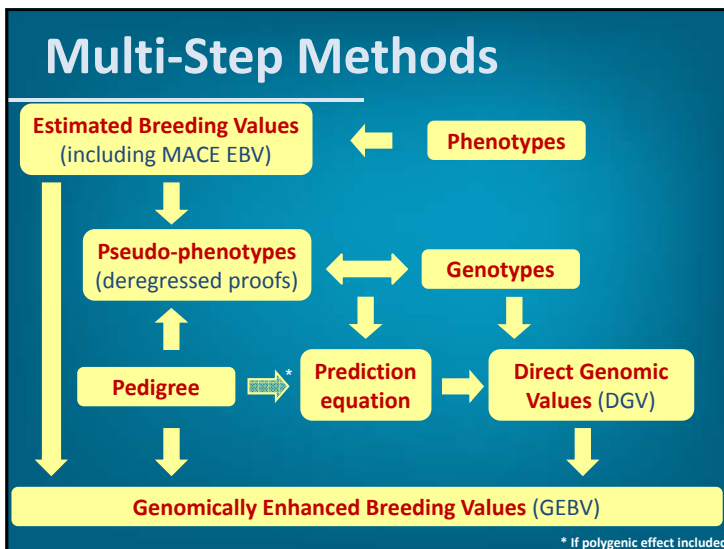 Multi-Step Methods
Estimated Breeding Values
(including MACE EBV)
Phenotypes
Pseudo-phenotypes
(deregressed proofs)
Genotypes
Pedigree
*
Prediction
equation
Direct Genomic
Values (DGV)
Genomically Enhanced Breeding Values (GEBV)
* If polygenic effect included